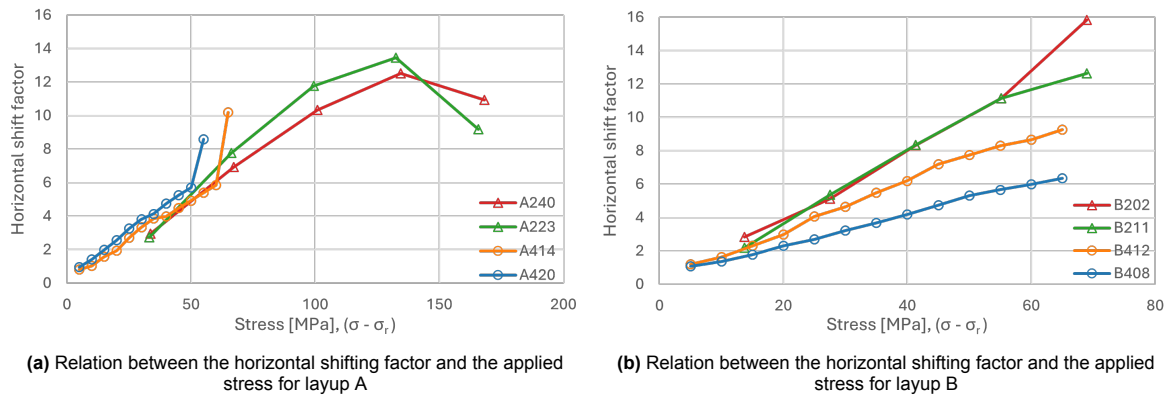 16
14
12
10
8
6
4
2
0
Horizontal shift factor
0 50 100 150 200
Stress [MPa], (σ - σr)
A240
A223
A414
A420
(a) Relation between the horizontal shifting factor and the applied
stress for layup A
16
14
12
10
8
6
4
2
0
Horizontal shift factor
0 20 40 60 80
Stress [MPa], (σ - σr)
B202
B211
B412
B408
(b) Relation between the horizontal shifting factor and the applied
stress for layup B